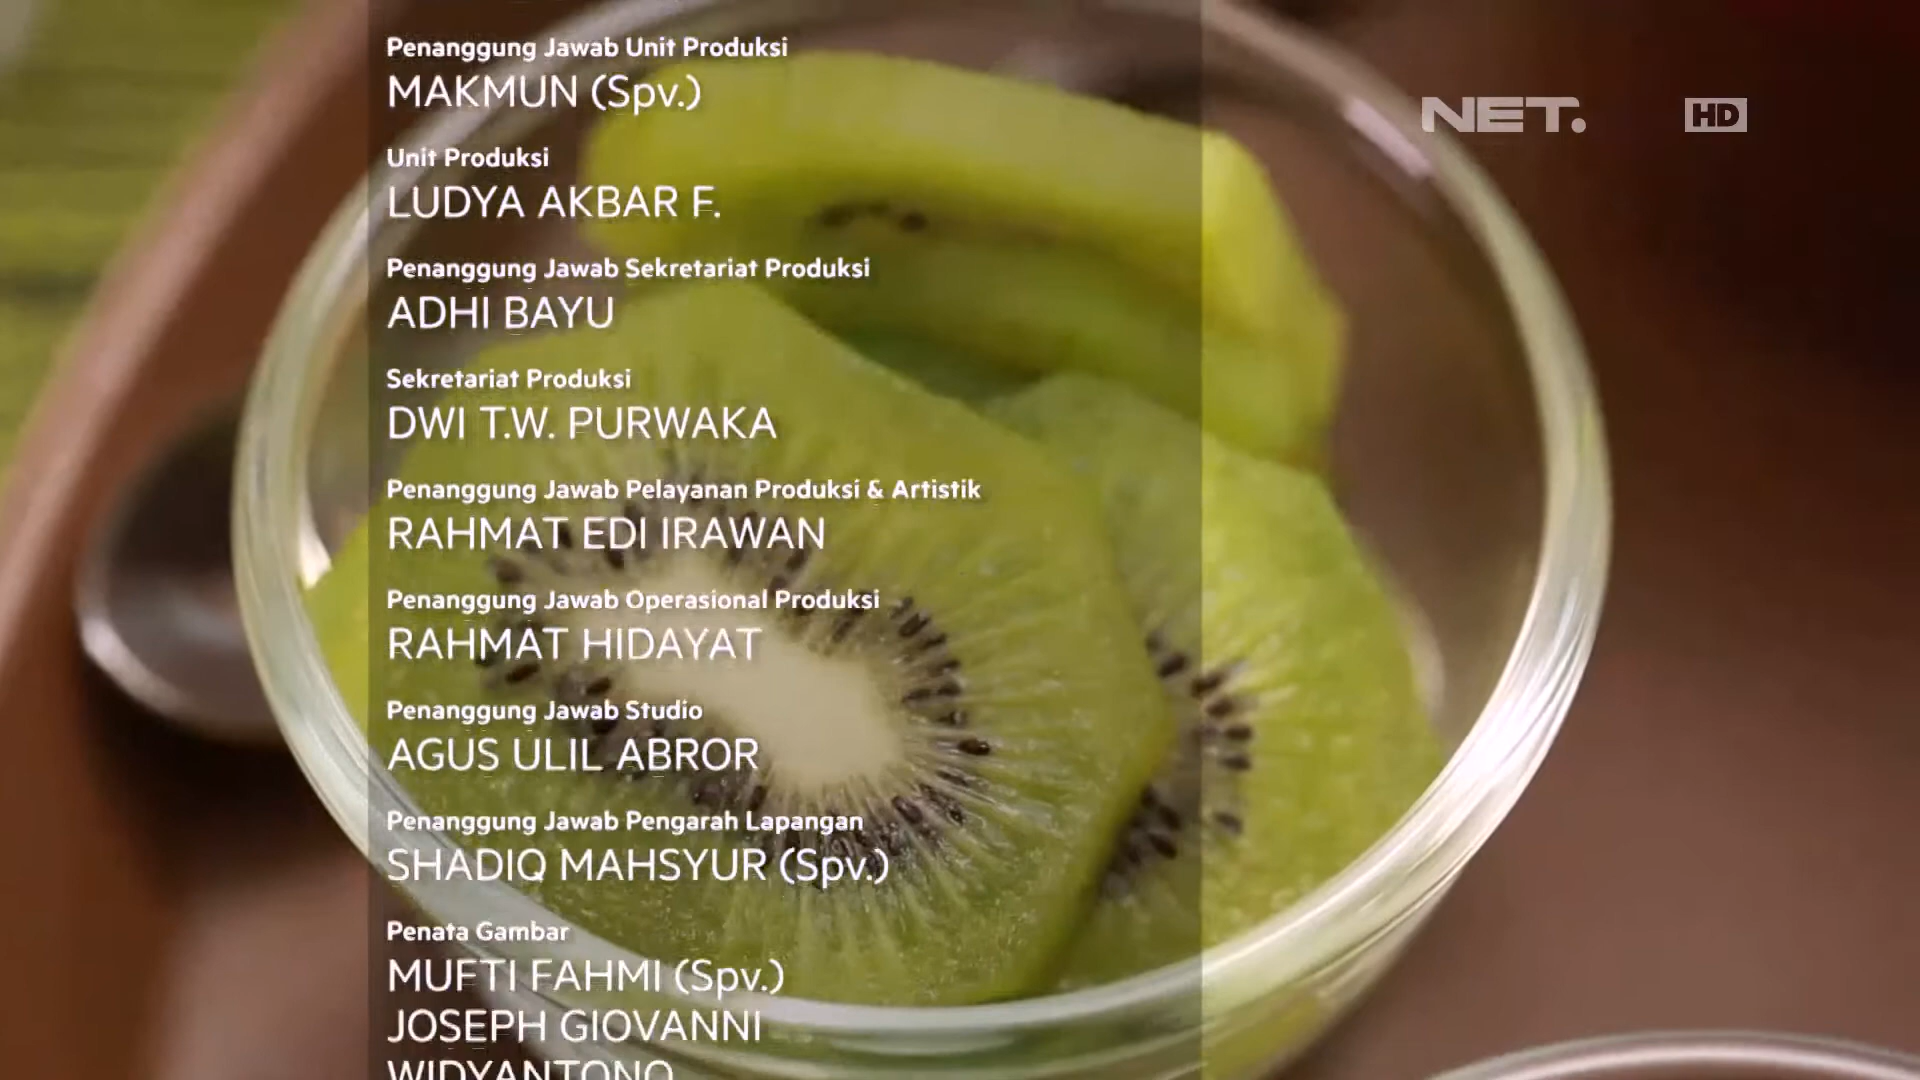 Penanggung Jawab Unit Produksi
MAKMUN (Spv.)
NET.
HD
Unit Produksi
LUDYA AKBAR F.
Penanggung Jawab Sekretariat Produksi
ADHI BAYU
Sekretariat Produksi
DWI T.W. PURWAKA
Penanggung Jawab Pelayanan Produksi & Artistik
RAHMAT EDI IRAWAN
Penanggung Jawab Operasional Produksi
RAHMAT HIDAYAT
Penanggung Jawab Studio
AGUS ULIL ABROR
Penanggung Jawab Pengarah Lapangan
SHADIQ MAHSYUR (Spv.)
Penata Gambar
MUFTI FAHMI (Spv.)
JOSEPH GIOVANNI
WIDYANTONO